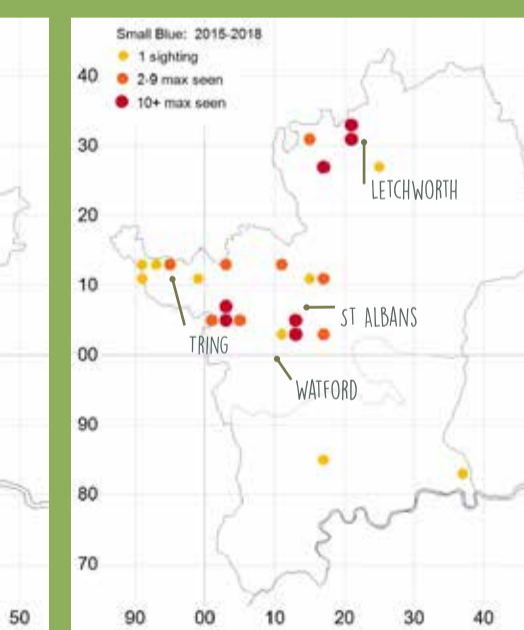 Small Blue: 2015-2018
1 sighting
2-9 max seen
10+ max seen
40
30
LETCHWORTH
20
10
ST ALBANS
TRING
00
WATFORD
90
80
70
50
90 00 10 20 30 40